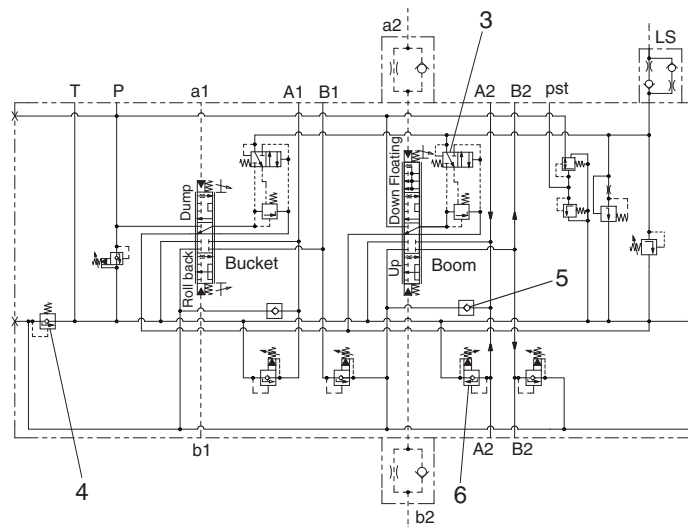 a2
3
LS
T P a1 A1 B1 A2 B2 pst
Dump
Down Floating
Roll back
Bucket
Up
Boom
5
4
b1
6
A2 B2
b2